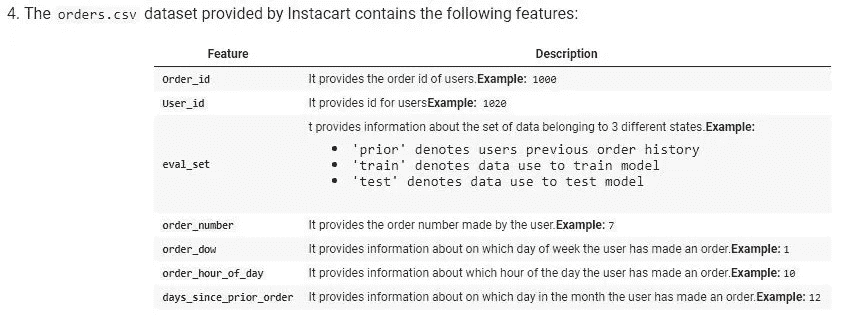 4. The orders.csv dataset provided by Instacart contains the following features:
Feature Description
Order_id It provides the order id of users.Example: 1000
User_id It provides id for usersExample: 1020
t provides information about the set of data belonging to 3 different states.Example:
• 'prior' denotes users previous order history
eval_set • 'train' denotes data use to train model
• 'test' denotes data use to test model
order_number It provides the order number made by the user.Example: 7
order_dow It provides information about on which day of week the user has made an order.Example: 1
order_hour_of_day It provides information about which hour of the day the user has made an order.Example: 10
days_since_prior_order It provides information about on which day in the month the user has made an order.Example: 12